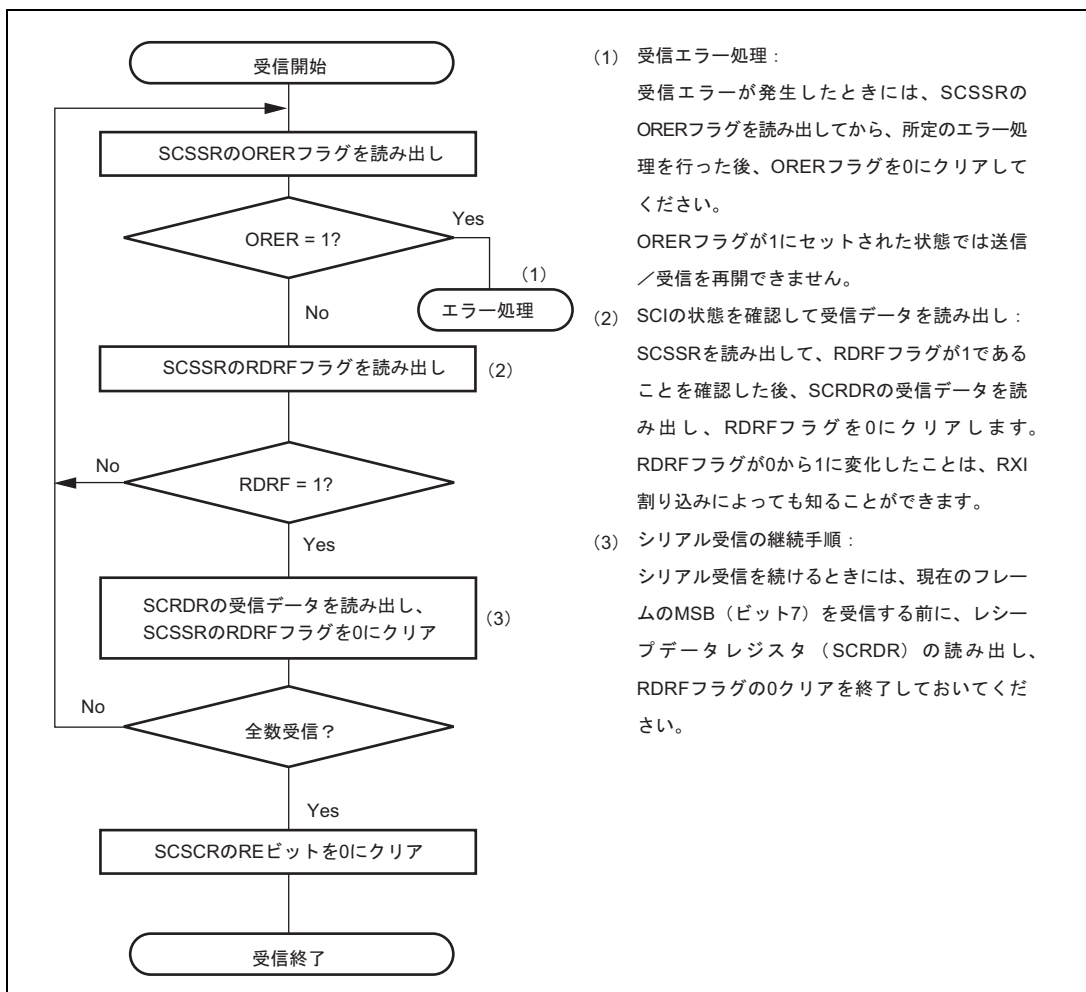 受信開始
SCSSRのORERフラグを読み出し
ORER = 1?
Yes
(1)
エラー処理
No
SCSSRのRDRFフラグを読み出し
(2)
RDRF = 1?
No
Yes
SCRDRの受信データを読み出し、
SCSSRのRDRFフラグを0にクリア
(3)
全数受信？
No
Yes
SCSCRのREビットを0にクリア
受信終了
(1) 受信エラー処理：
受信エラーが発生したときには、SCSSRの
ORERフラグを読み出してから、所定のエラー処
理を行った後、ORERフラグを0にクリアして
ください。
ORERフラグが1にセットされた状態では送信
／受信を再開できません。
(2) SCIの状態を確認して受信データを読み出し：
SCSSRを読み出して、RDRFフラグが1である
ことを確認した後、SCRDRの受信データを読
み出し、RDRFフラグを0にクリアします。
RDRFフラグが0から1に変化したことは、RXI
割り込みによっても知ることができます。
(3) シリアル受信の継続手順：
シリアル受信を続けるときには、現在のフレー
ムのMSB（ビット7）を受信する前に、レシー
ブデータレジスタ（SCRDR）の読み出し、
RDRFフラグの0クリアを終了しておいてくだ
さい。